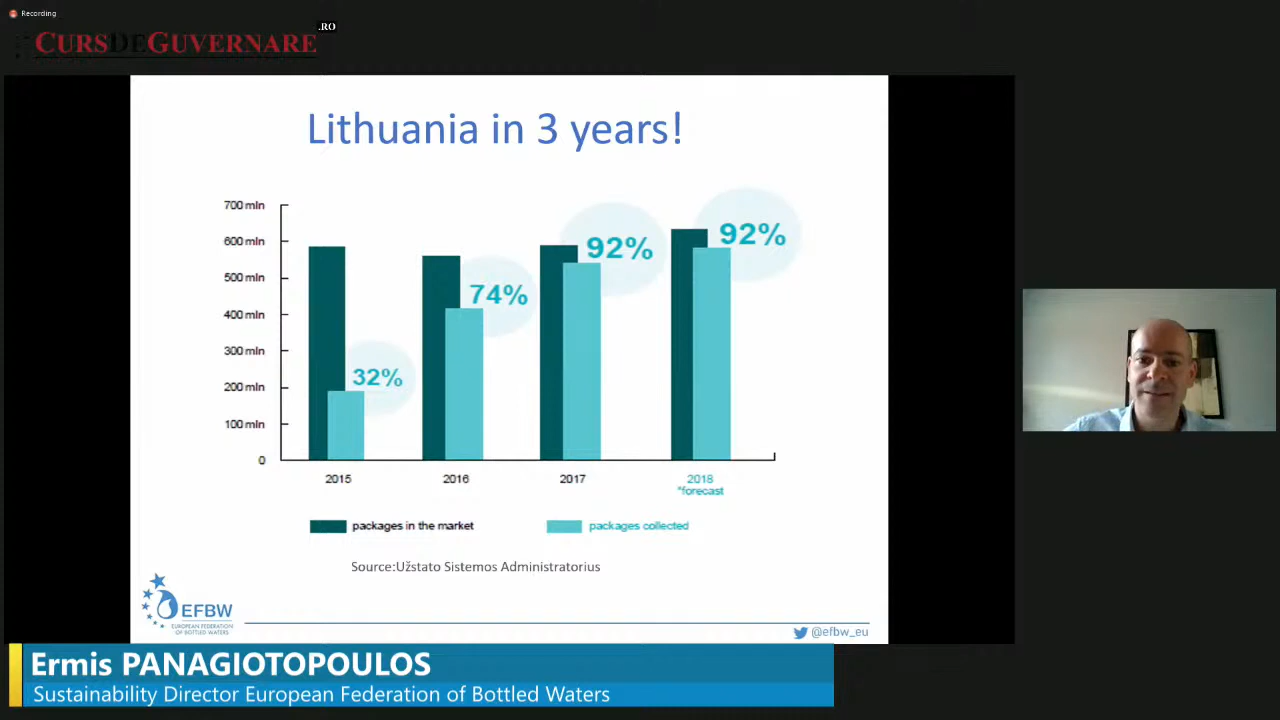 Recording
CURSDEGUVERNARE
.RO
Lithuania in 3 years!
700 mln
600 mln
500 mln
400 mln
300 mln
200 mln
100 mln
0
32%
74%
92%
92%
2015
2016
2017
2018
*forecast
packages in the market
packages collected
Source:Užstato Sistemos Administratorius
EFBW
EUROPEAN FEDERATION
OF BOTTLED WATERS
@efbw_eu
Ermis PANAGIOTOPOULOS
Sustainability Director European Federation of Bottled Waters